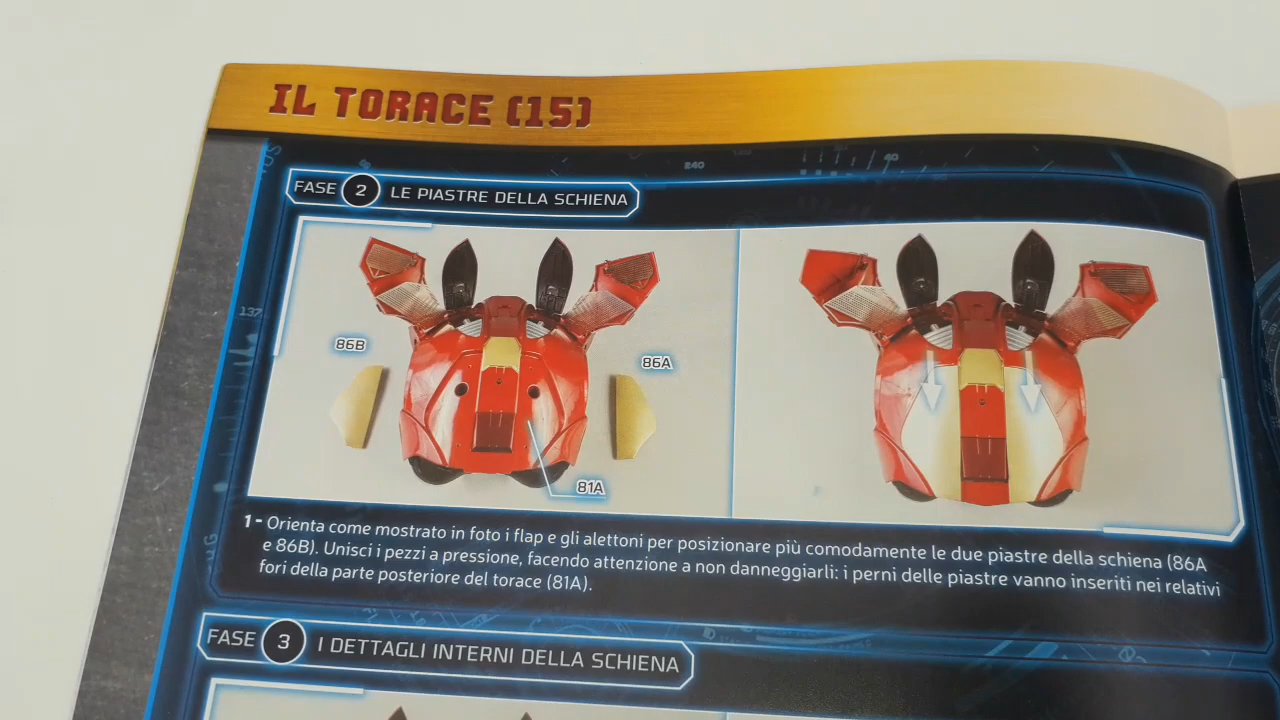 IL TORACE (15)
240
40
FASE 2 LE PIASTRE DELLA SCHIENA
137
86B
86A
81A
1 - Orienta come mostrato in foto i flap e gli alettoni per posizionare più comodamente le due piastre della schiena (86A
e 86B). Unisci i pezzi a pressione, facendo attenzione a non danneggiarli: i perni delle piastre vanno inseriti nei relativi
fori della parte posteriore del torace (81A).
FASE 3 I DETTAGLI INTERNI DELLA SCHIENA